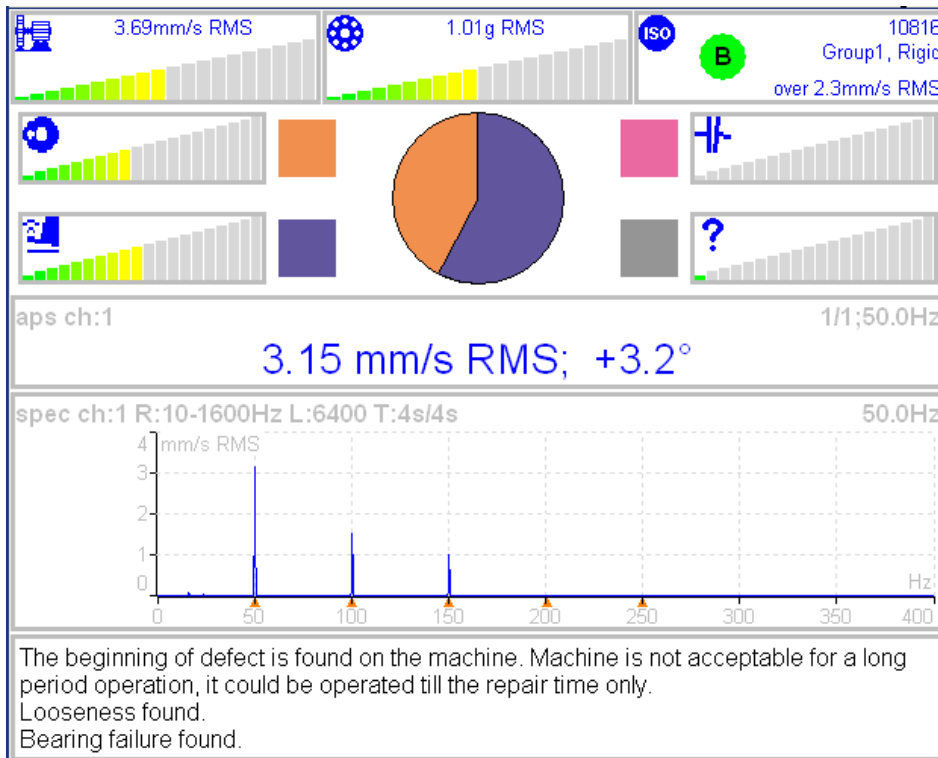 3.69mm/s RMS
1.01g RMS
ISO
B
10816
Group1, Rigid
over 2.3mm/s RMS
?
aps ch:1
1/1;50.0Hz
3.15 mm/s RMS; +3.2°
spec ch:1 R:10-1600Hz L:6400 T:4s/4s
50.0Hz
4 mm/s RMS
3
2
1
0
Hz
0 50 100 150 200 250 300 350 400
The beginning of defect is found on the machine. Machine is not acceptable for a long
period operation, it could be operated till the repair time only.
Looseness found.
Bearing failure found.